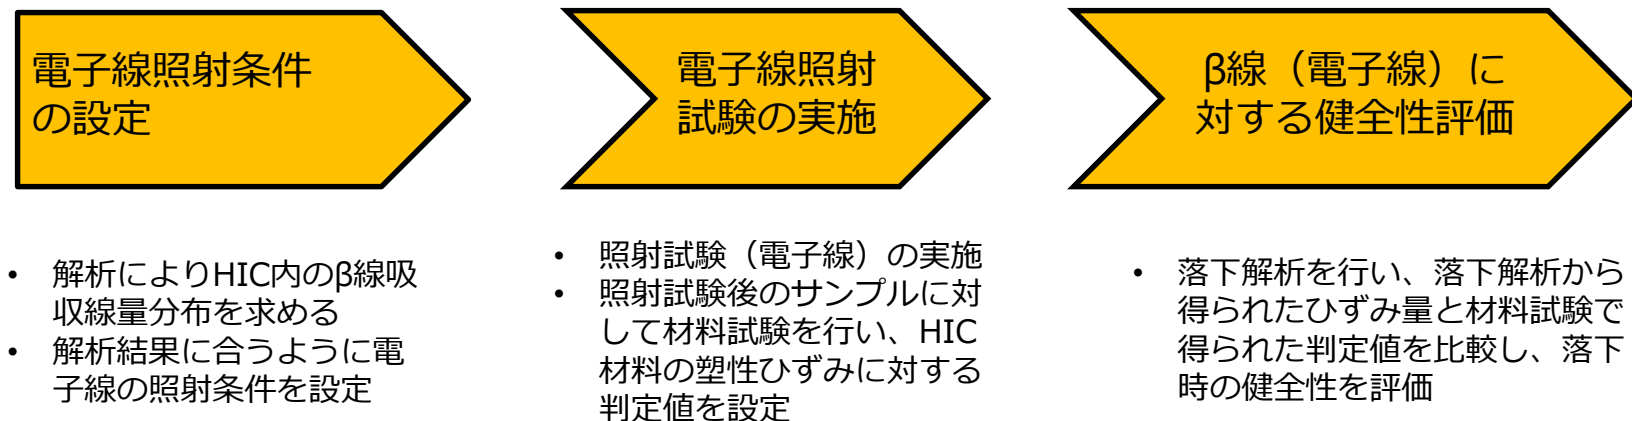 電子線照射条件
の設定
電子線照射
試験の実施
β線（電子線）に
対する健全性評価
• 解析によりHIC内のβ線吸
収線量分布を求める
• 解析結果に合うように電
子線の照射条件を設定
• 照射試験（電子線）の実施
• 照射試験後のサンプルに対
して材料試験を行い、HIC
材料の塑性ひずみに対する
判定値を設定
• 落下解析を行い、落下解析から
得られたひずみ量と材料試験で
得られた判定値を比較し、落下
時の健全性を評価